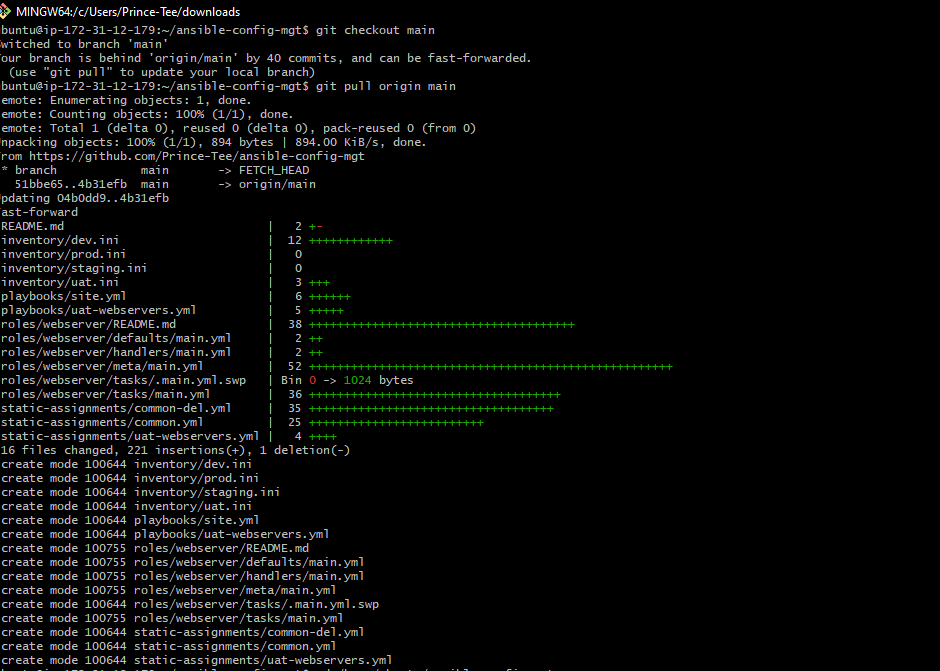 MINGW64:/c/Users/Prince-Tee/downloads
buntu@ip-172-31-12-179:~/ansible-config-mgt$ git checkout main
witched to branch 'main'
our branch is behind 'origin/main' by 40 commits, and can be fast-forwarded.
(use "git pull" to update your local branch)
buntu@ip-172-31-12-179:~/ansible-config-mgt$ git pull origin main
emote: Enumerating objects: 1, done.
emote: Counting objects: 100% (1/1), done.
emote: Total 1 (delta 0), reused 0 (delta 0), pack-reused 0 (from 0)
npacking objects: 100% (1/1), 894 bytes | 894.00 KiB/s, done.
rom https://github.com/Prince-Tee/ansible-config-mgt
* branch main -> FETCH_HEAD
51bbe65..4b31efb main -> origin/main
pdating 04b0dd9..4b31efb
ast-forward
README.md | 2 +-
inventory/dev.ini | 12 ++++++++++++
inventory/prod.ini | 0
inventory/staging.ini | 0
inventory/uat.ini | 3 +++
playbooks/site.yml | 6 ++++++
playbooks/uat-webservers.yml | 5 +++++
roles/webserver/README.md | 38 ++++++++++++++++++++++++++++++++++++++
roles/webserver/defaults/main.yml | 2 ++
roles/webserver/handlers/main.yml | 2 ++
roles/webserver/meta/main.yml | 52 ++++++++++++++++++++++++++++++++++++++++++++++++++++
roles/webserver/tasks/.main.yml.swp | Bin 0 -> 1024 bytes
roles/webserver/tasks/main.yml | 36 ++++++++++++++++++++++++++++++++++++
static-assignments/common-del.yml | 35 +++++++++++++++++++++++++++++++++++
static-assignments/common.yml | 25 +++++++++++++++++++++++++
static-assignments/uat-webservers.yml | 4 ++++
16 files changed, 221 insertions(+), 1 deletion(-)
create mode 100644 inventory/dev.ini
create mode 100644 inventory/prod.ini
create mode 100644 inventory/staging.ini
create mode 100644 inventory/uat.ini
create mode 100644 playbooks/site.yml
create mode 100644 playbooks/uat-webservers.yml
create mode 100755 roles/webserver/README.md
create mode 100755 roles/webserver/defaults/main.yml
create mode 100755 roles/webserver/handlers/main.yml
create mode 100755 roles/webserver/meta/main.yml
create mode 100644 roles/webserver/tasks/.main.yml.swp
create mode 100755 roles/webserver/tasks/main.yml
create mode 100644 static-assignments/common-del.yml
create mode 100644 static-assignments/common.yml
create mode 100644 static-assignments/uat-webservers.yml